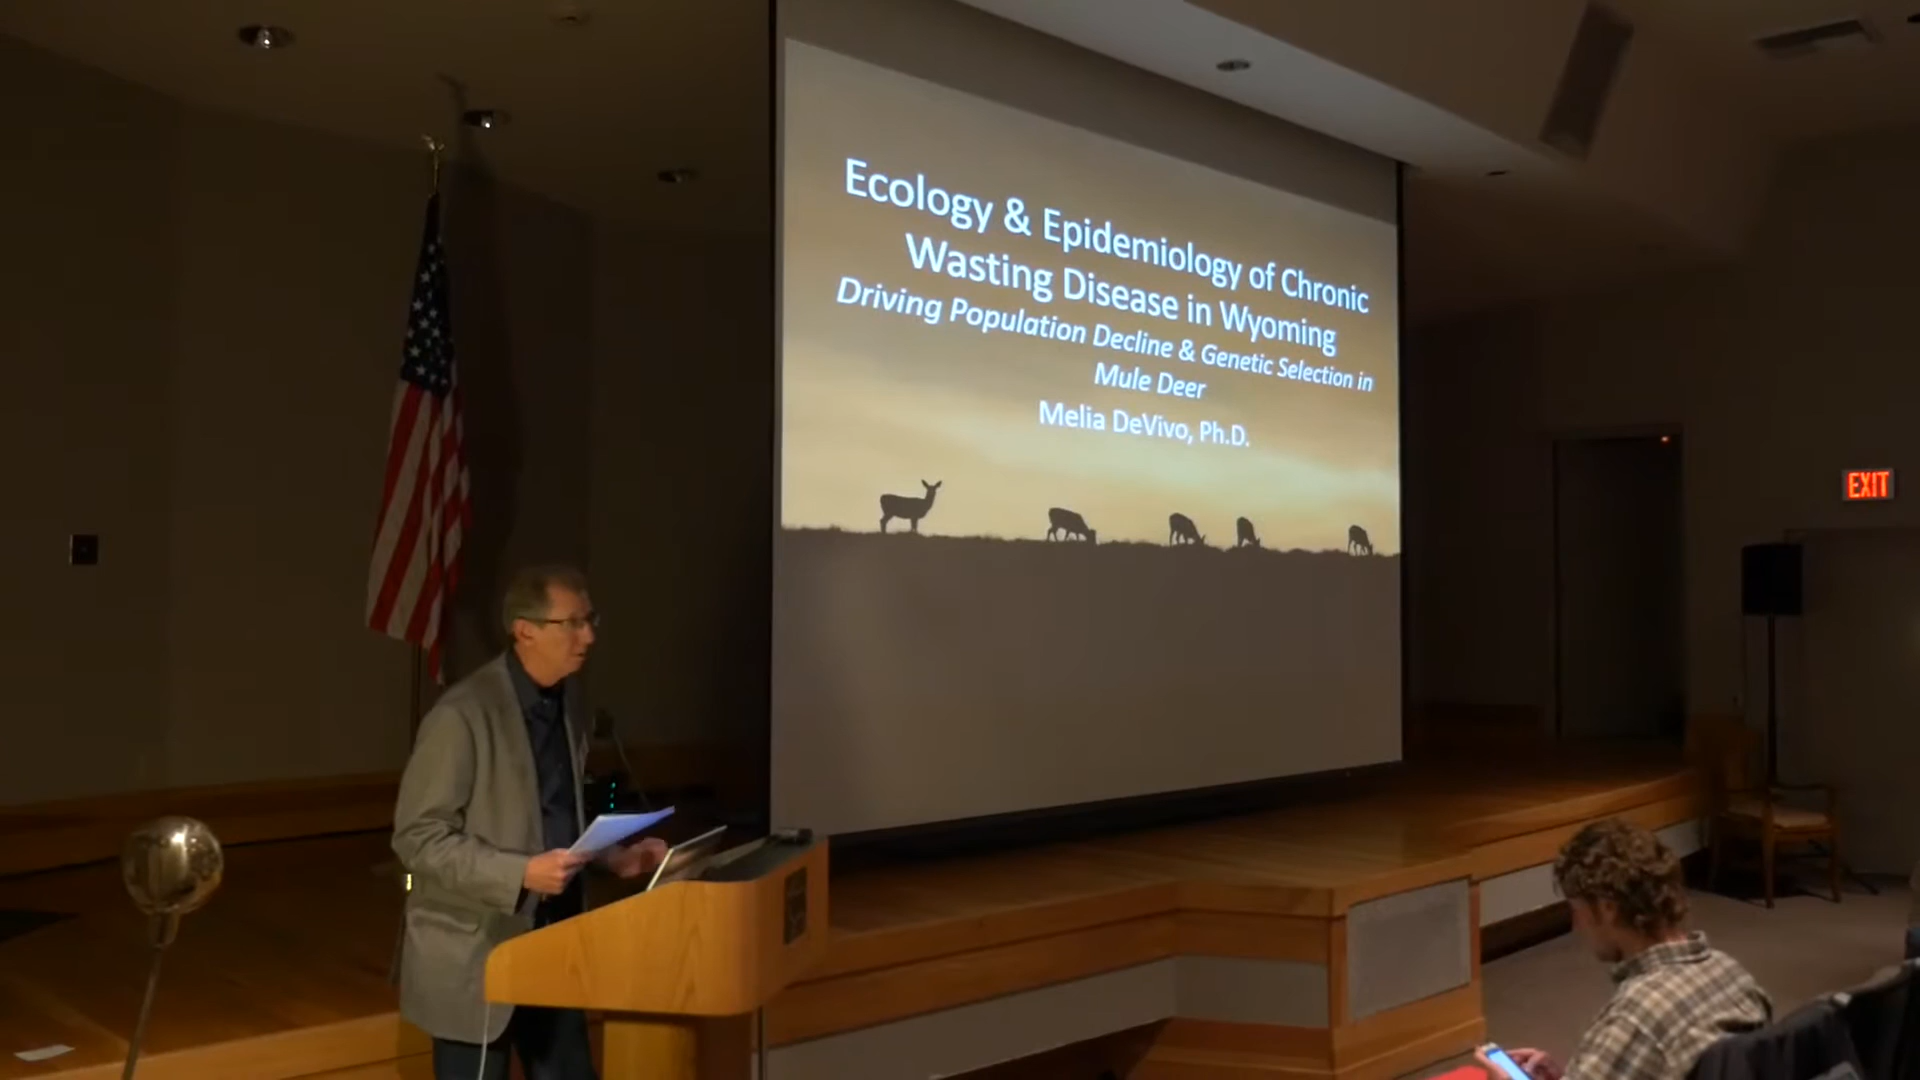 Ecology & Epidemiology of Chronic
Wasting Disease in Wyoming
Driving Population Decline & Genetic Selection in
Mule Deer
Melia DeVivo, Ph.D.
EXIT